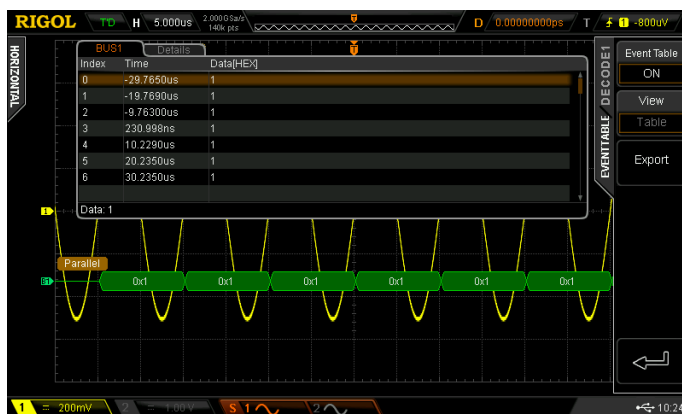 RIGOL T'D H 5.000us 2.000GSa/s 140k pts D 0.00000000ps T 1 -800uV
HORIZONTAL
BUS1 Details
Index Time Data[HEX]
0 -29.7650us 1
1 -19.7690us 1
2 -9.76300us 1
3 230.998ns 1
4 10.2290us 1
5 20.2350us 1
6 30.2350us 1
Data: 1
Parallel
B1 0x1 0x1 0x1 0x1 0x1 0x1
DECODE1
EVENTTABLE
Event Table
ON
View
Table
Export
1 = 200mV 2 = 1.00 V S 1 2 10:24